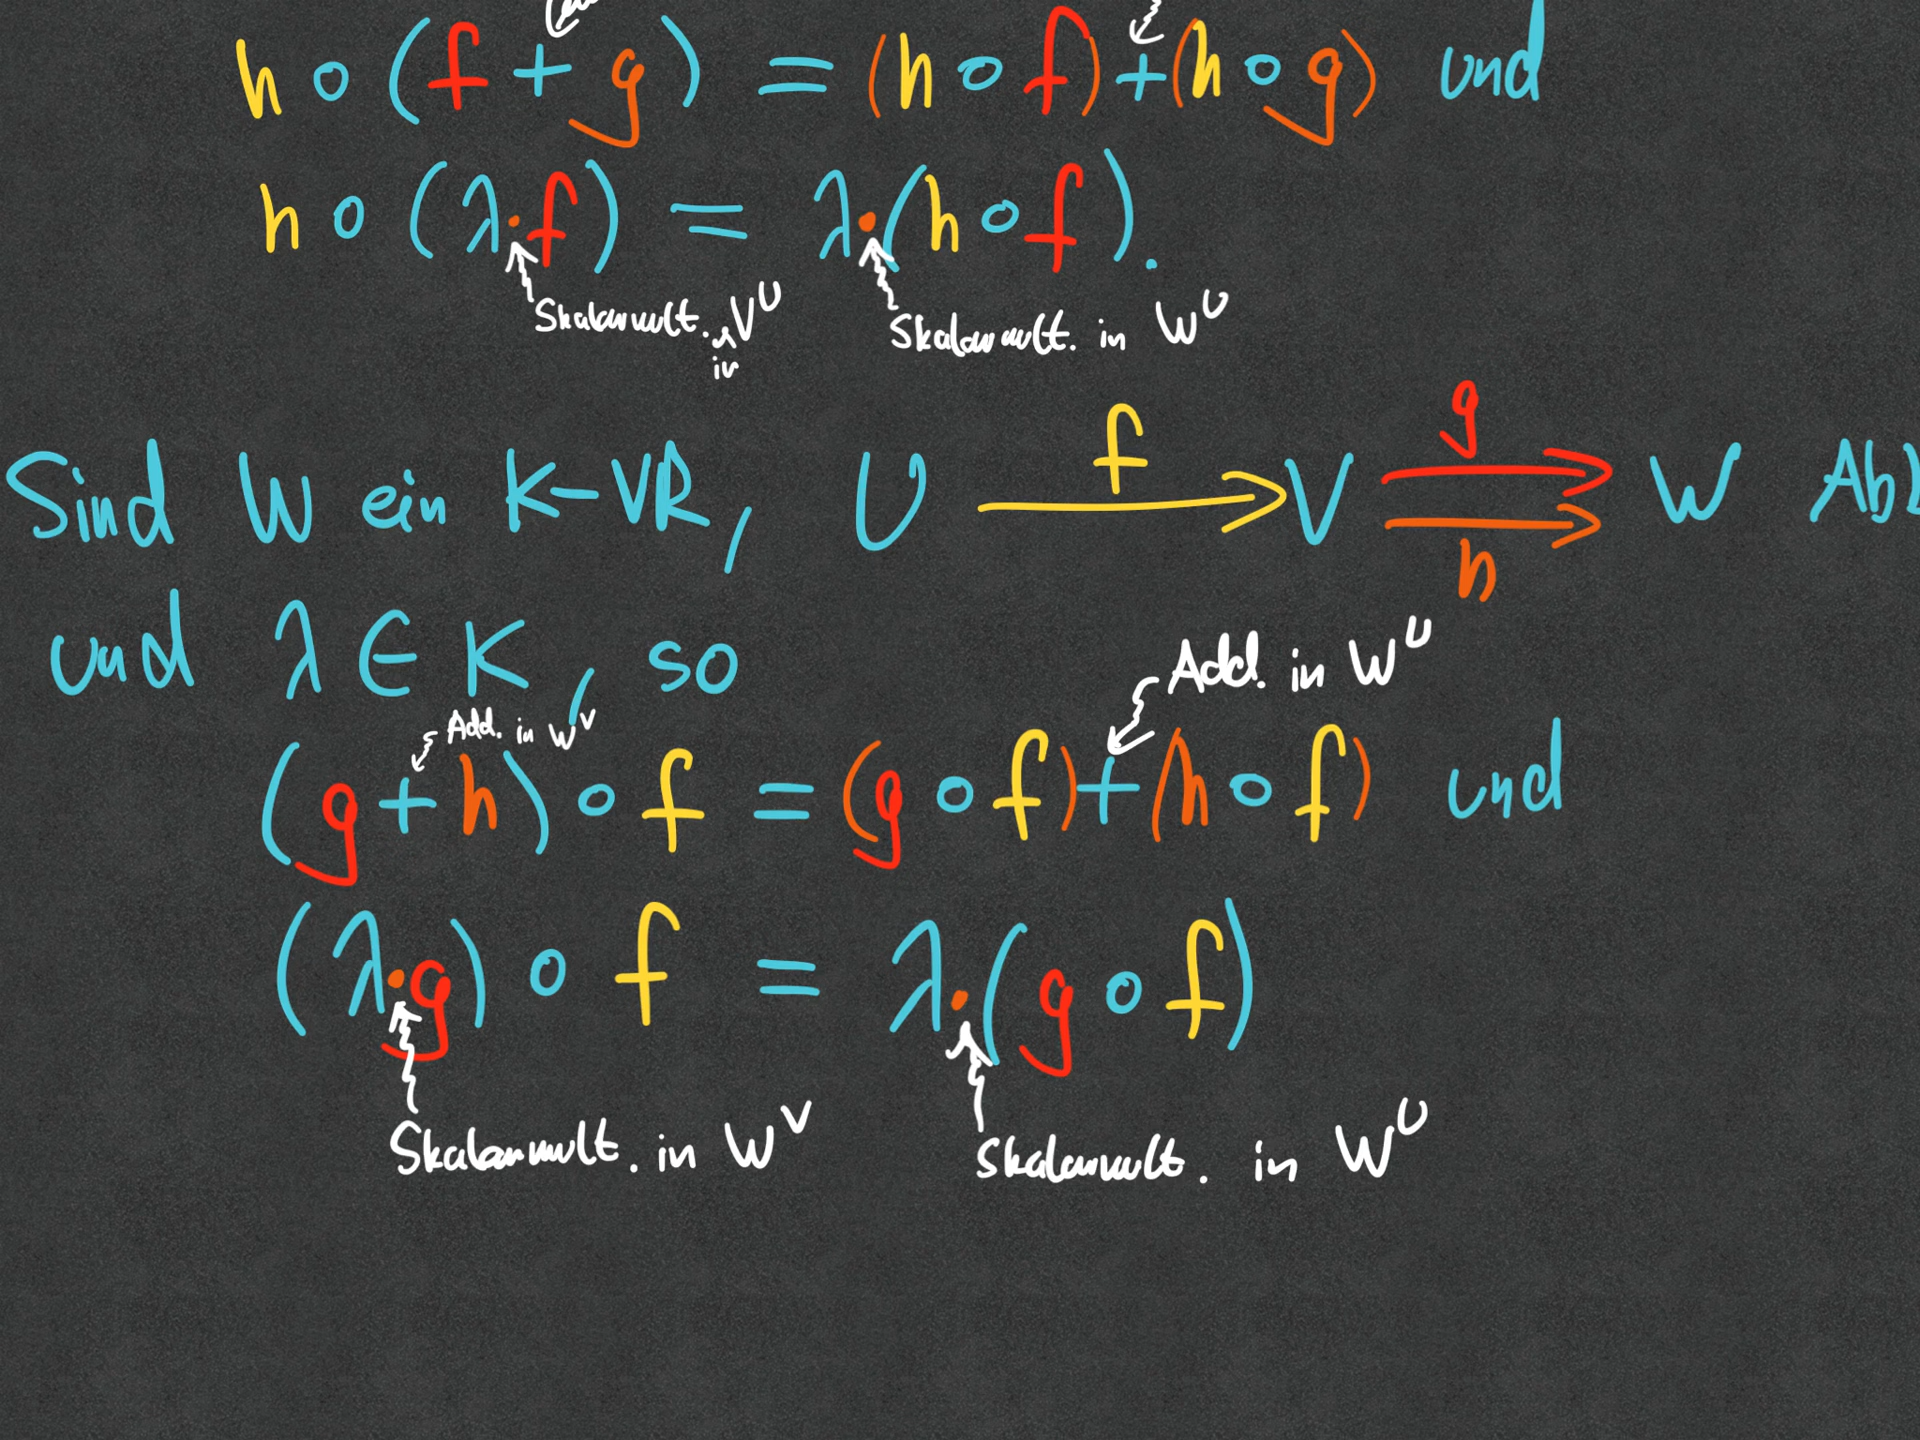 h ∘ (f + g) = (h ∘ f) + (h ∘ g) und
h ∘ (λ · f) = λ · (h ∘ f).
Skalarmult. in V^U Skalarmult. in W^U
f g
Sind W ein K-VR, U → V ⇉ W Abb
h
und λ ∈ K, so
Add. in W^V Add. in W^U
(g + h) ∘ f = (g ∘ f) + (h ∘ f) und
(λ · g) ∘ f = λ · (g ∘ f)
Skalarmult. in W^V Skalarmult. in W^U